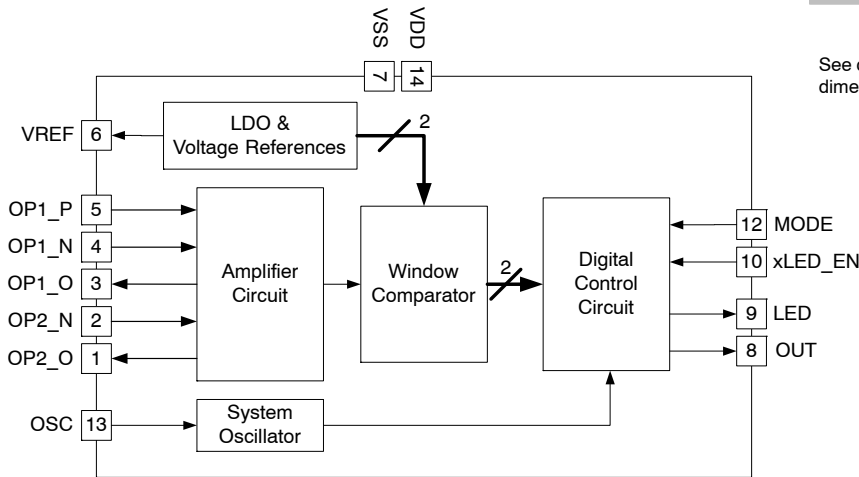 VSS
VDD
7
14
See
dime
VREF
6
LDO &
Voltage References
2
OP1_P
5
OP1_N
4
OP1_O
3
OP2_N
2
OP2_O
1
Amplifier
Circuit
Window
Comparator
2
Digital
Control
Circuit
12
MODE
10
xLED_EN
9
LED
8
OUT
OSC
13
System
Oscillator